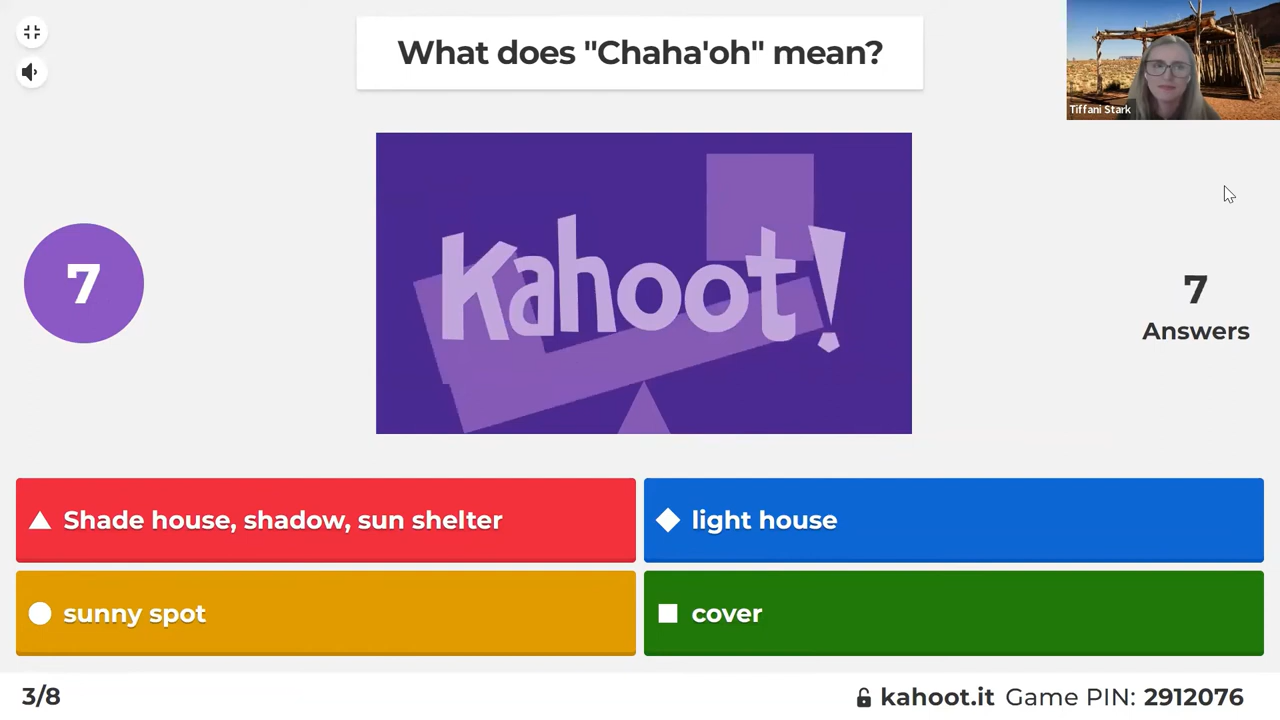 What does "Chaha'oh" mean?
Tiffani Stark
7
Kahoot!
7
Answers
Shade house, shadow, sun shelter
light house
sunny spot
cover
3/8
kahoot.it Game PIN: 2912076